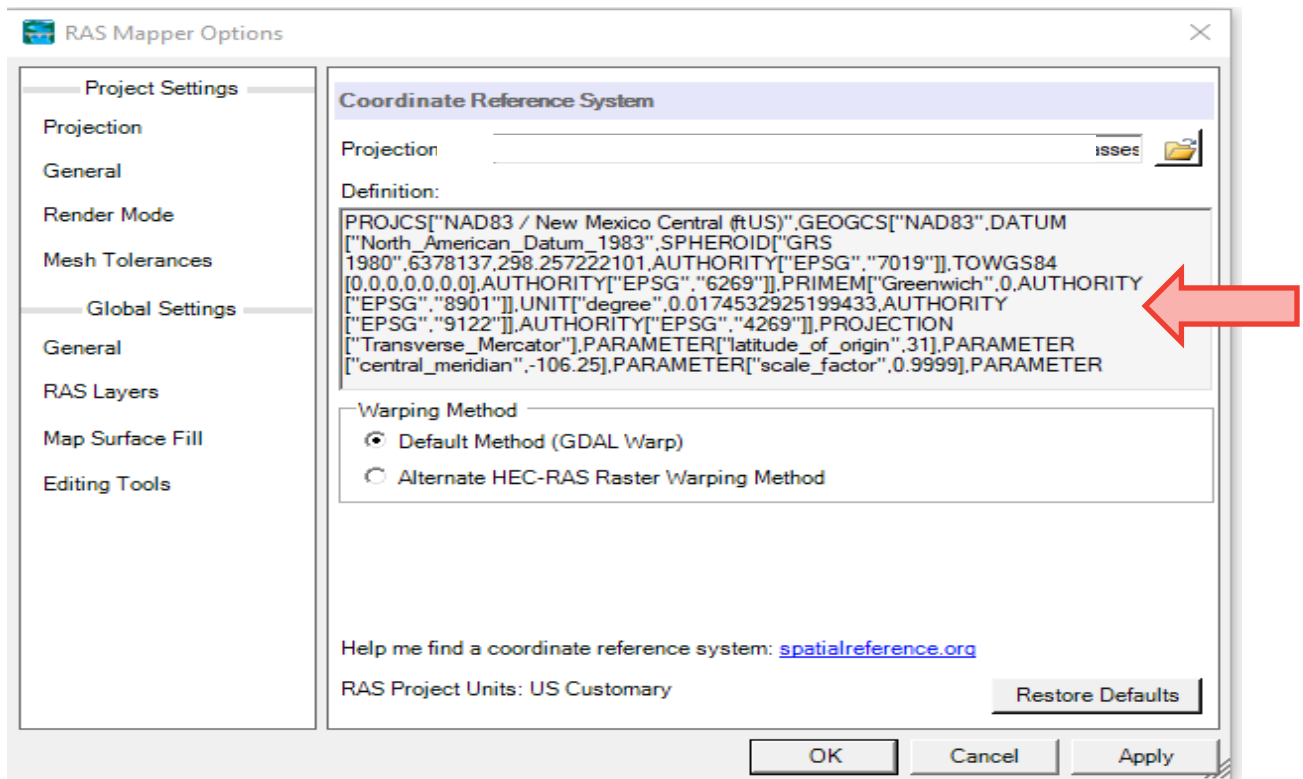 RAS Mapper Options
Project Settings
Projection
General
Render Mode
Mesh Tolerances
Global Settings
General
RAS Layers
Map Surface Fill
Editing Tools
Coordinate Reference System
Projection
Definition:
PROJCS["NAD83 / New Mexico Central (ftUS)",GEOGCS["NAD83",DATUM
["North_American_Datum_1983",SPHEROID["GRS
1980",6378137,298.257222101,AUTHORITY["EPSG","7019"]],TOWGS84
[0,0,0,0,0,0,0],AUTHORITY["EPSG","6269"]],PRIMEM["Greenwich",0,AUTHORITY
["EPSG","8901"]],UNIT["degree",0.0174532925199433,AUTHORITY
["EPSG","9122"]],AUTHORITY["EPSG","4269"]],PROJECTION
["Transverse_Mercator"],PARAMETER["latitude_of_origin",31],PARAMETER
["central_meridian",-106.25],PARAMETER["scale_factor",0.9999],PARAMETER
Warping Method
Default Method (GDAL Warp)
Alternate HEC-RAS Raster Warping Method
Help me find a coordinate reference system: spatialreference.org
RAS Project Units: US Customary
Restore Defaults
OK
Cancel
Apply